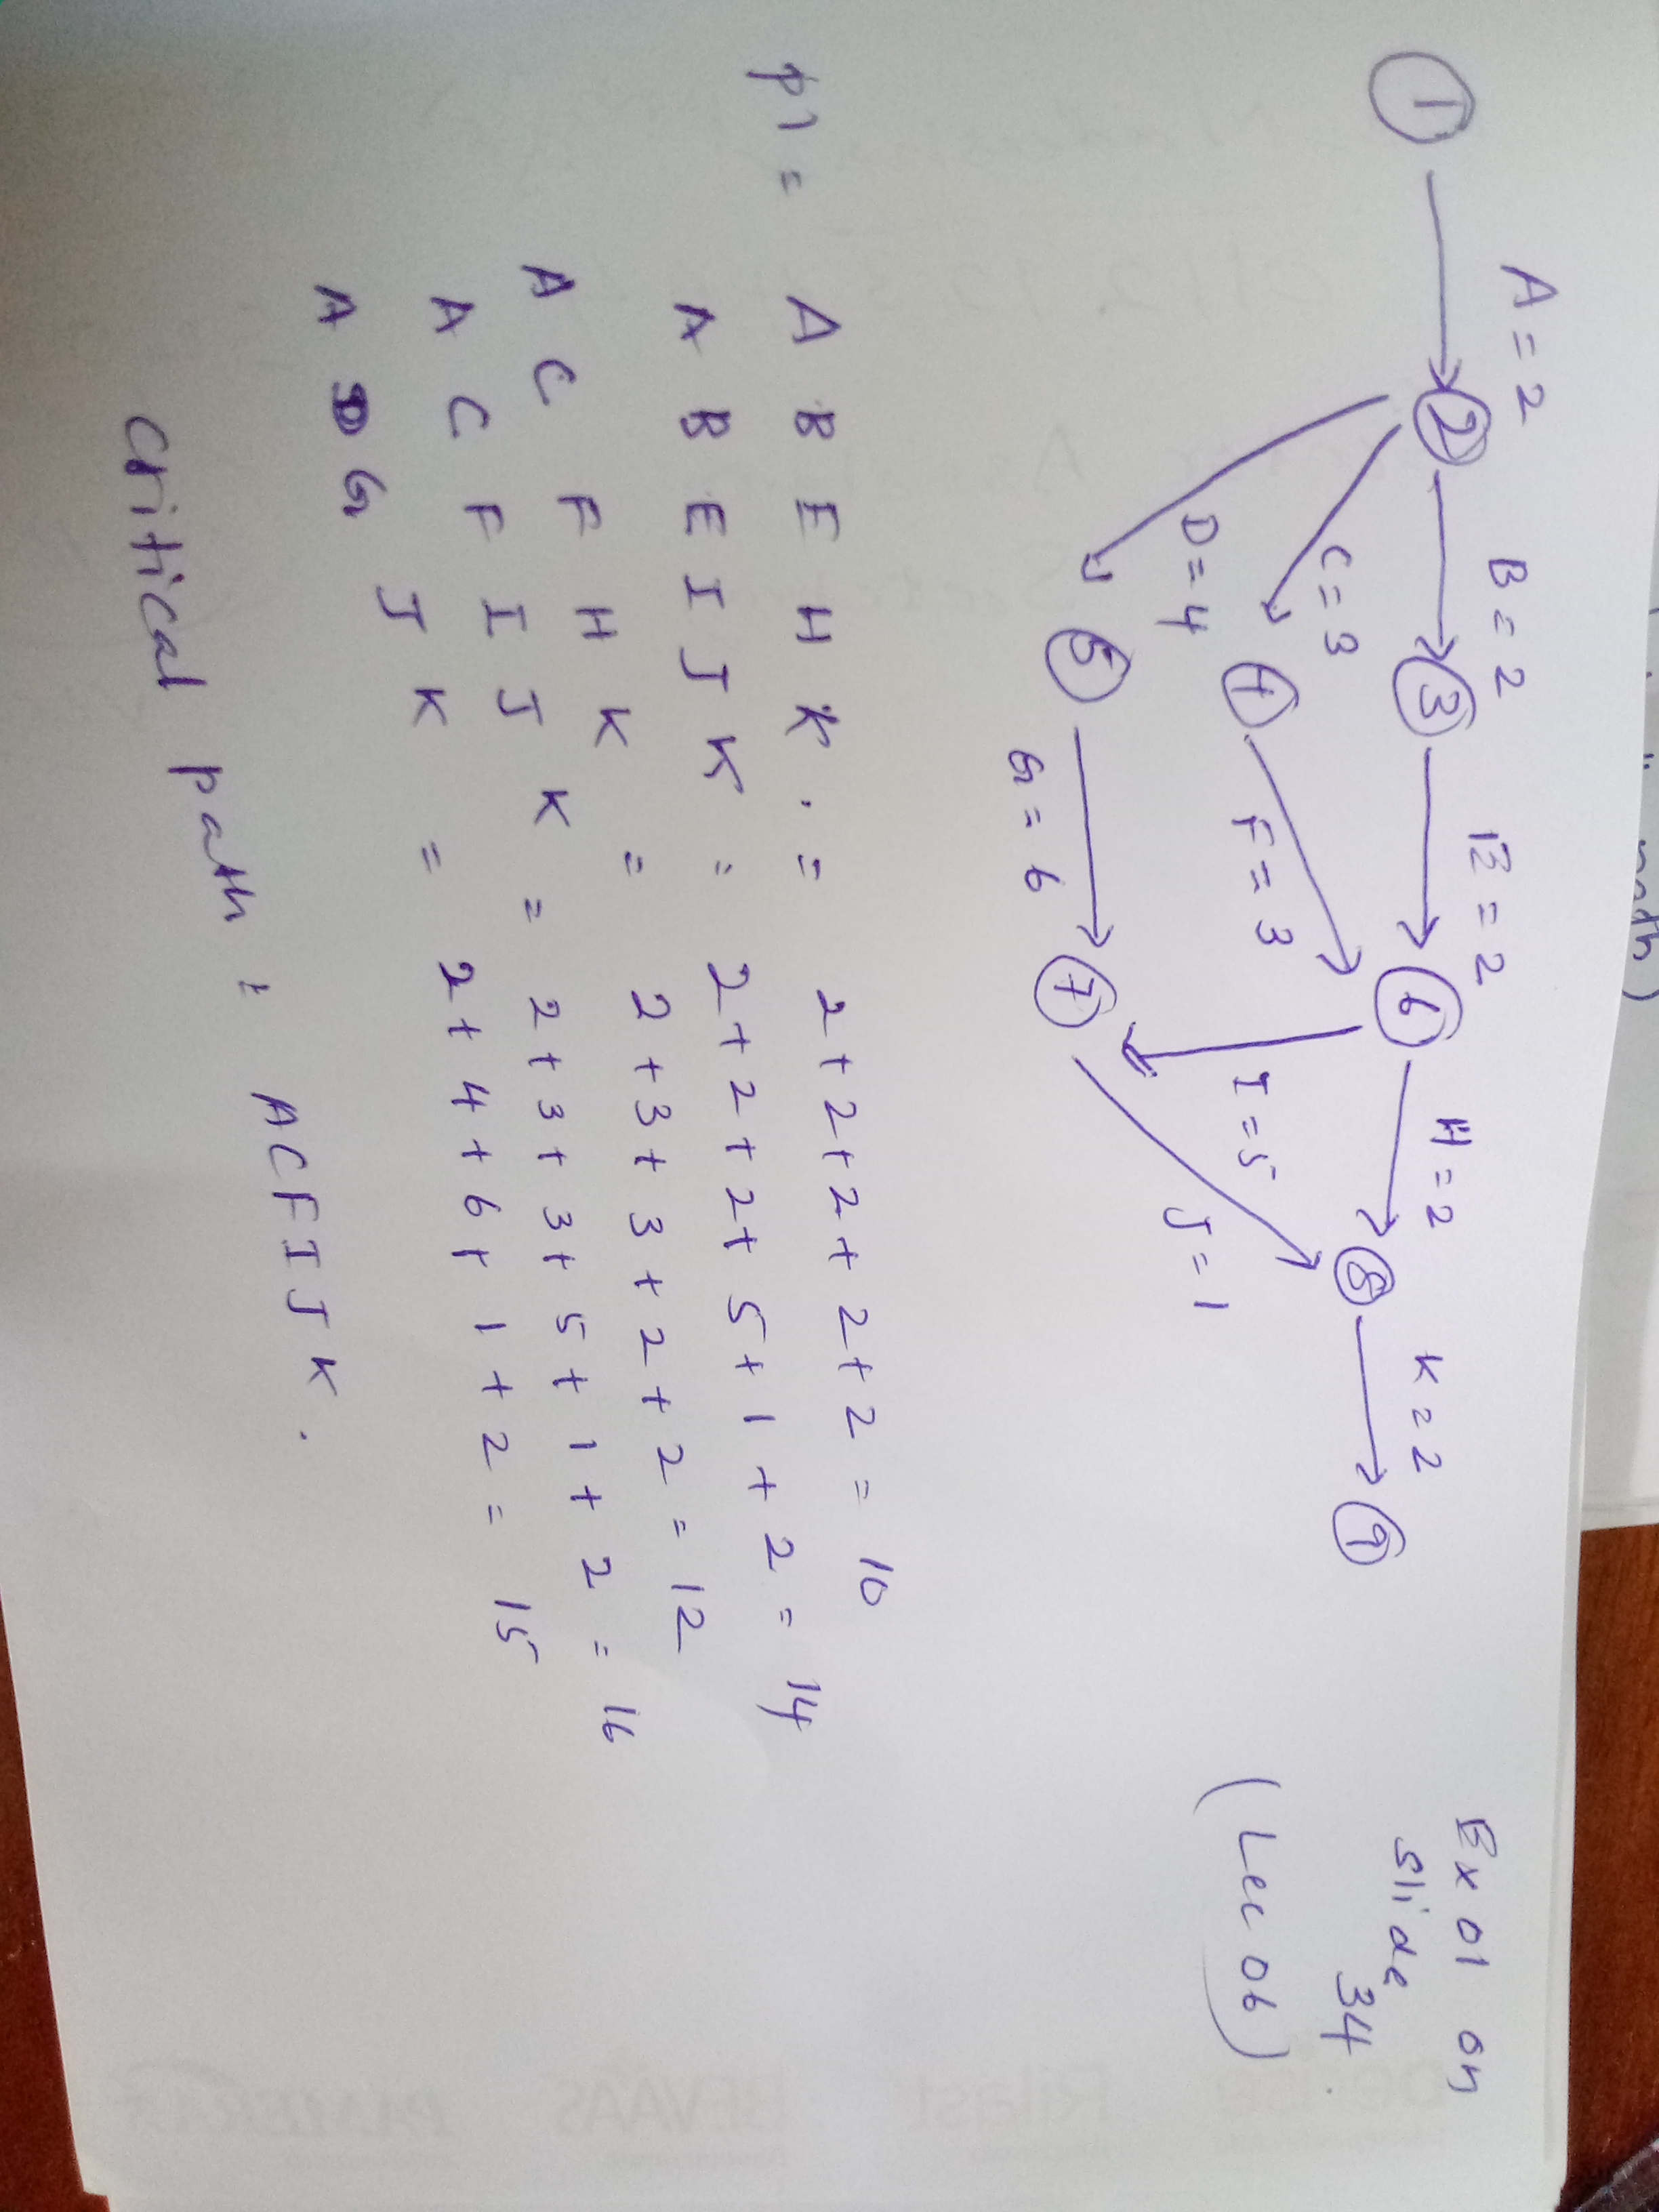 path)
A = 2
B = 2
E = 2
H = 2
K = 2
1
2
3
6
8
9
C = 3
4
F = 3
I = 5
J = 1
D = 4
5
7
G = 6
Ex 01 on
slide
34.
(Lec 06)
p1 = A B E H K . = 2 + 2 + 2 + 2 + 2 = 10
A B E I J K = 2 + 2 + 2 + 5 + 1 + 2 = 14
A C F H K = 2 + 3 + 3 + 2 + 2 = 12
A C F I J K = 2 + 3 + 3 + 5 + 1 + 2 = 16
A D G J K = 2 + 4 + 6 + 1 + 2 = 15
Critical path : ACFIJK.